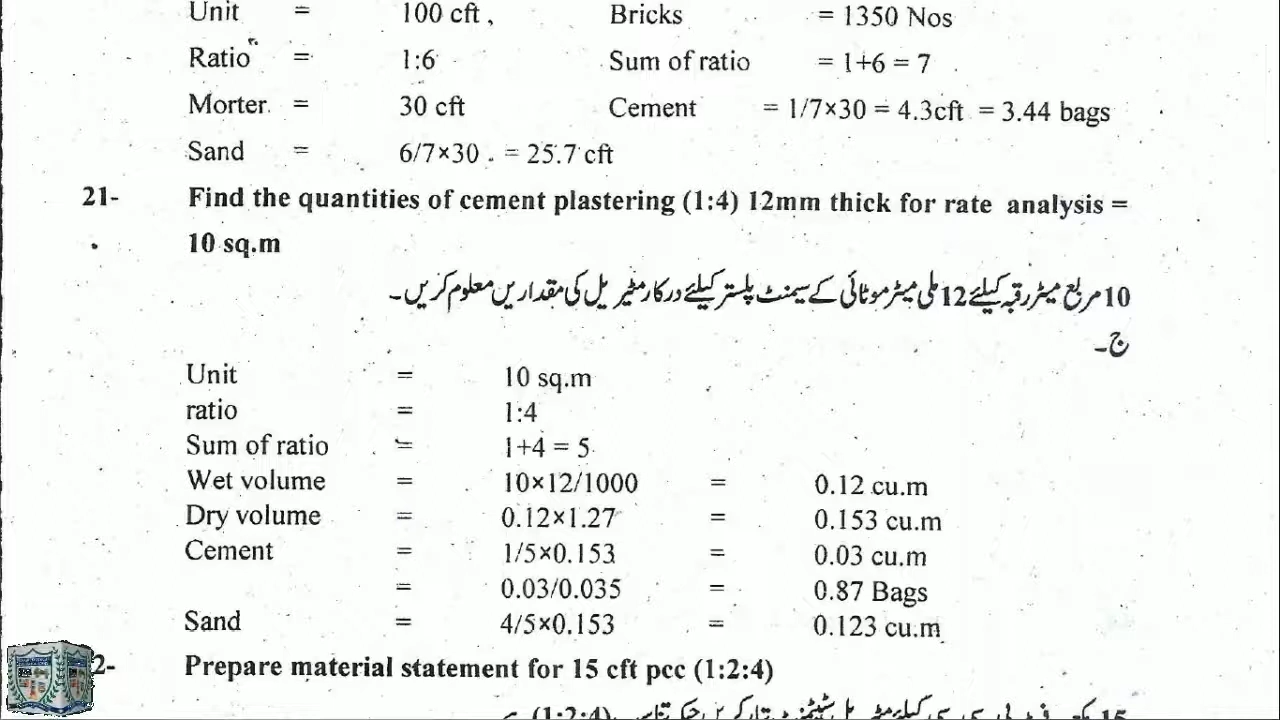 Unit = 100 cft , Bricks = 1350 Nos
Ratio = 1:6 Sum of ratio = 1+6 = 7
Morter = 30 cft Cement = 1/7×30 = 4.3cft = 3.44 bags
Sand = 6/7×30 = 25.7 cft
21- Find the quantities of cement plastering (1:4) 12mm thick for rate analysis =
10 sq.m
10 مربع میٹر رقبہ کیلئے 12 ملی میٹر موٹائی کے سیمنٹ پلستر کیلئے درکار مٹیریل کی مقداریں معلوم کریں۔
ج۔
Unit = 10 sq.m
ratio = 1:4
Sum of ratio = 1+4 = 5
Wet volume = 10×12/1000 = 0.12 cu.m
Dry volume = 0.12×1.27 = 0.153 cu.m
Cement = 1/5×0.153 = 0.03 cu.m
= 0.03/0.035 = 0.87 Bags
Sand = 4/5×0.153 = 0.123 cu.m
2- Prepare material statement for 15 cft pcc (1:2:4)